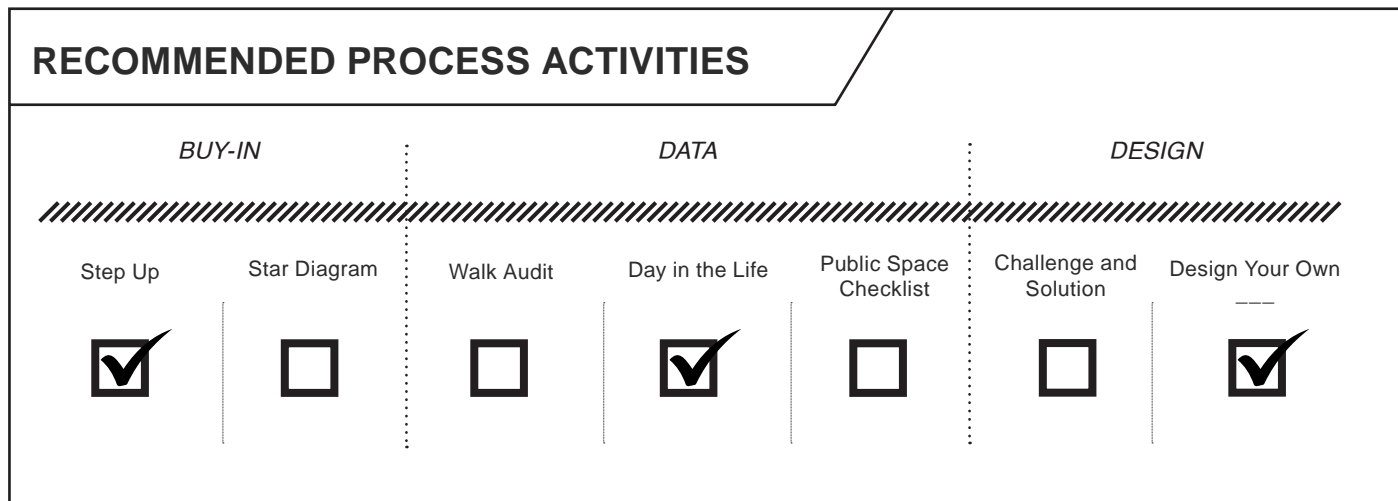 RECOMMENDED PROCESS ACTIVITIES
BUY-IN
DATA
DESIGN
Step Up
Star Diagram
Walk Audit
Day in the Life
Public Space
Checklist
Challenge and
Solution
Design Your Own
___